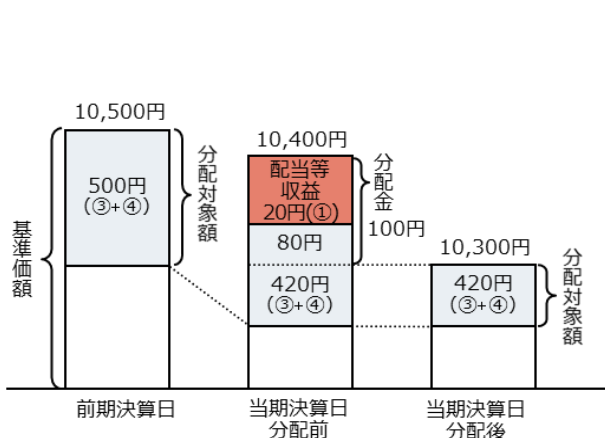 10,500円
500円
(③+④)
分配対象額
基準価額
前期決算日
10,400円
配当等
収益
20円(①)
80円
420円
(③+④)
分配金
100円
当期決算日
分配前
10,300円
420円
(③+④)
分配対象額
当期決算日
分配後